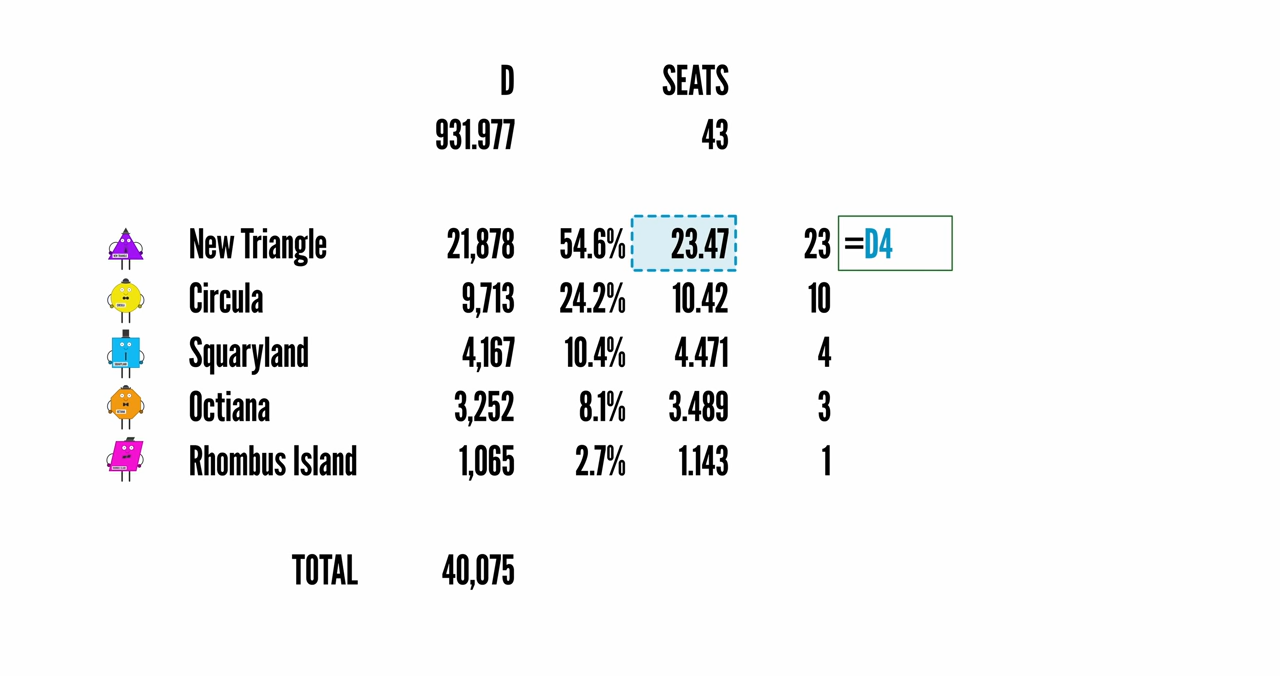 D SEATS
931.977 43
New Triangle 21,878 54.6% 23.47 23 =D4
Circula 9,713 24.2% 10.42 10
Squaryland 4,167 10.4% 4.471 4
Octiana 3,252 8.1% 3.489 3
Rhombus Island 1,065 2.7% 1.143 1
TOTAL 40,075